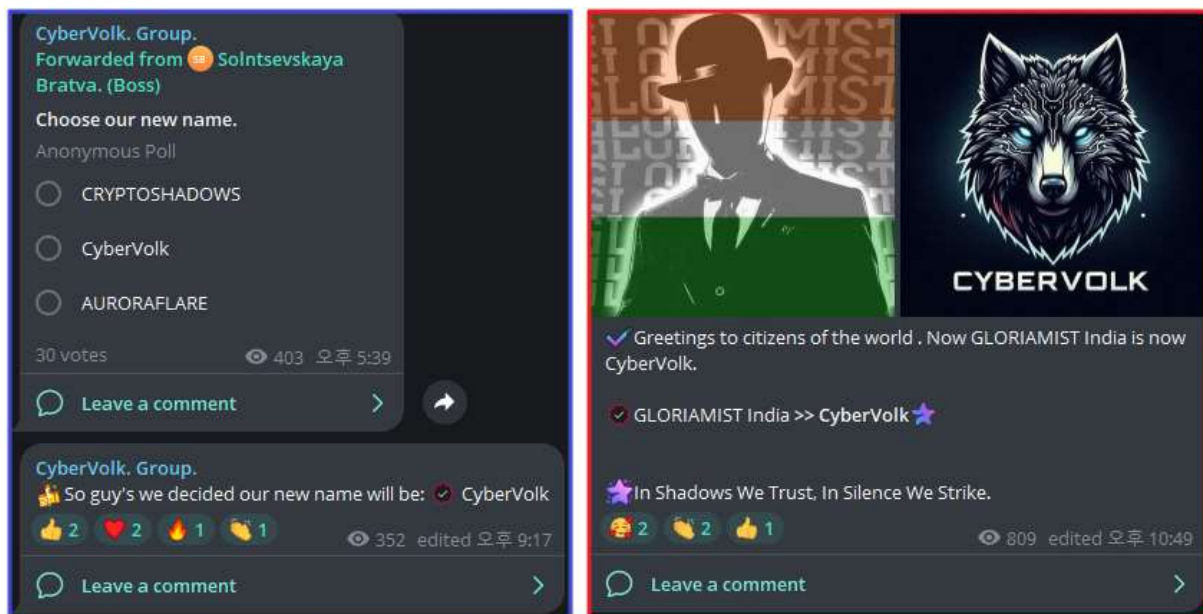 CyberVolk. Group.
Forwarded from SB Solntsevskaya
Bratva. (Boss)
Choose our new name.
Anonymous Poll
CRYPTOSHADOWS
CyberVolk
AURORAFLARE
30 votes
403 오후 5:39
Leave a comment
CyberVolk. Group.
So guy's we decided our new name will be: CyberVolk
2 2 1 1
352 edited 오후 9:17
Leave a comment
CYBERVOLK
Greetings to citizens of the world . Now GLORIAMIST India is now
CyberVolk.
GLORIAMIST India >> CyberVolk
In Shadows We Trust, In Silence We Strike.
2 2 1
809 edited 오후 10:49
Leave a comment